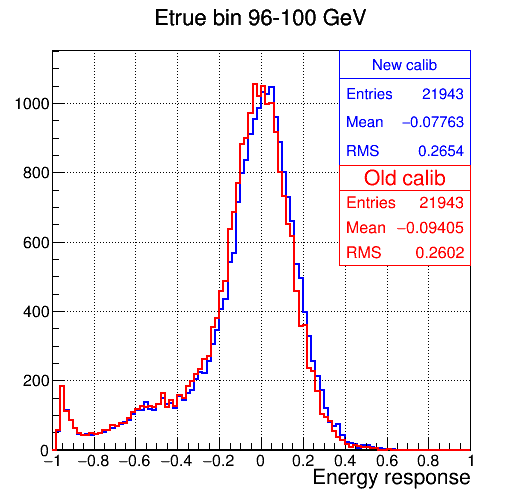 Etrue bin 96-100 GeV
New calib
Entries 21943
Mean −0.07763
RMS 0.2654
Old calib
Entries 21943
Mean −0.09405
RMS 0.2602
1000
800
600
400
200
0
−1 −0.8 −0.6 −0.4 −0.2 0 0.2 0.4 0.6 0.8 1
Energy response